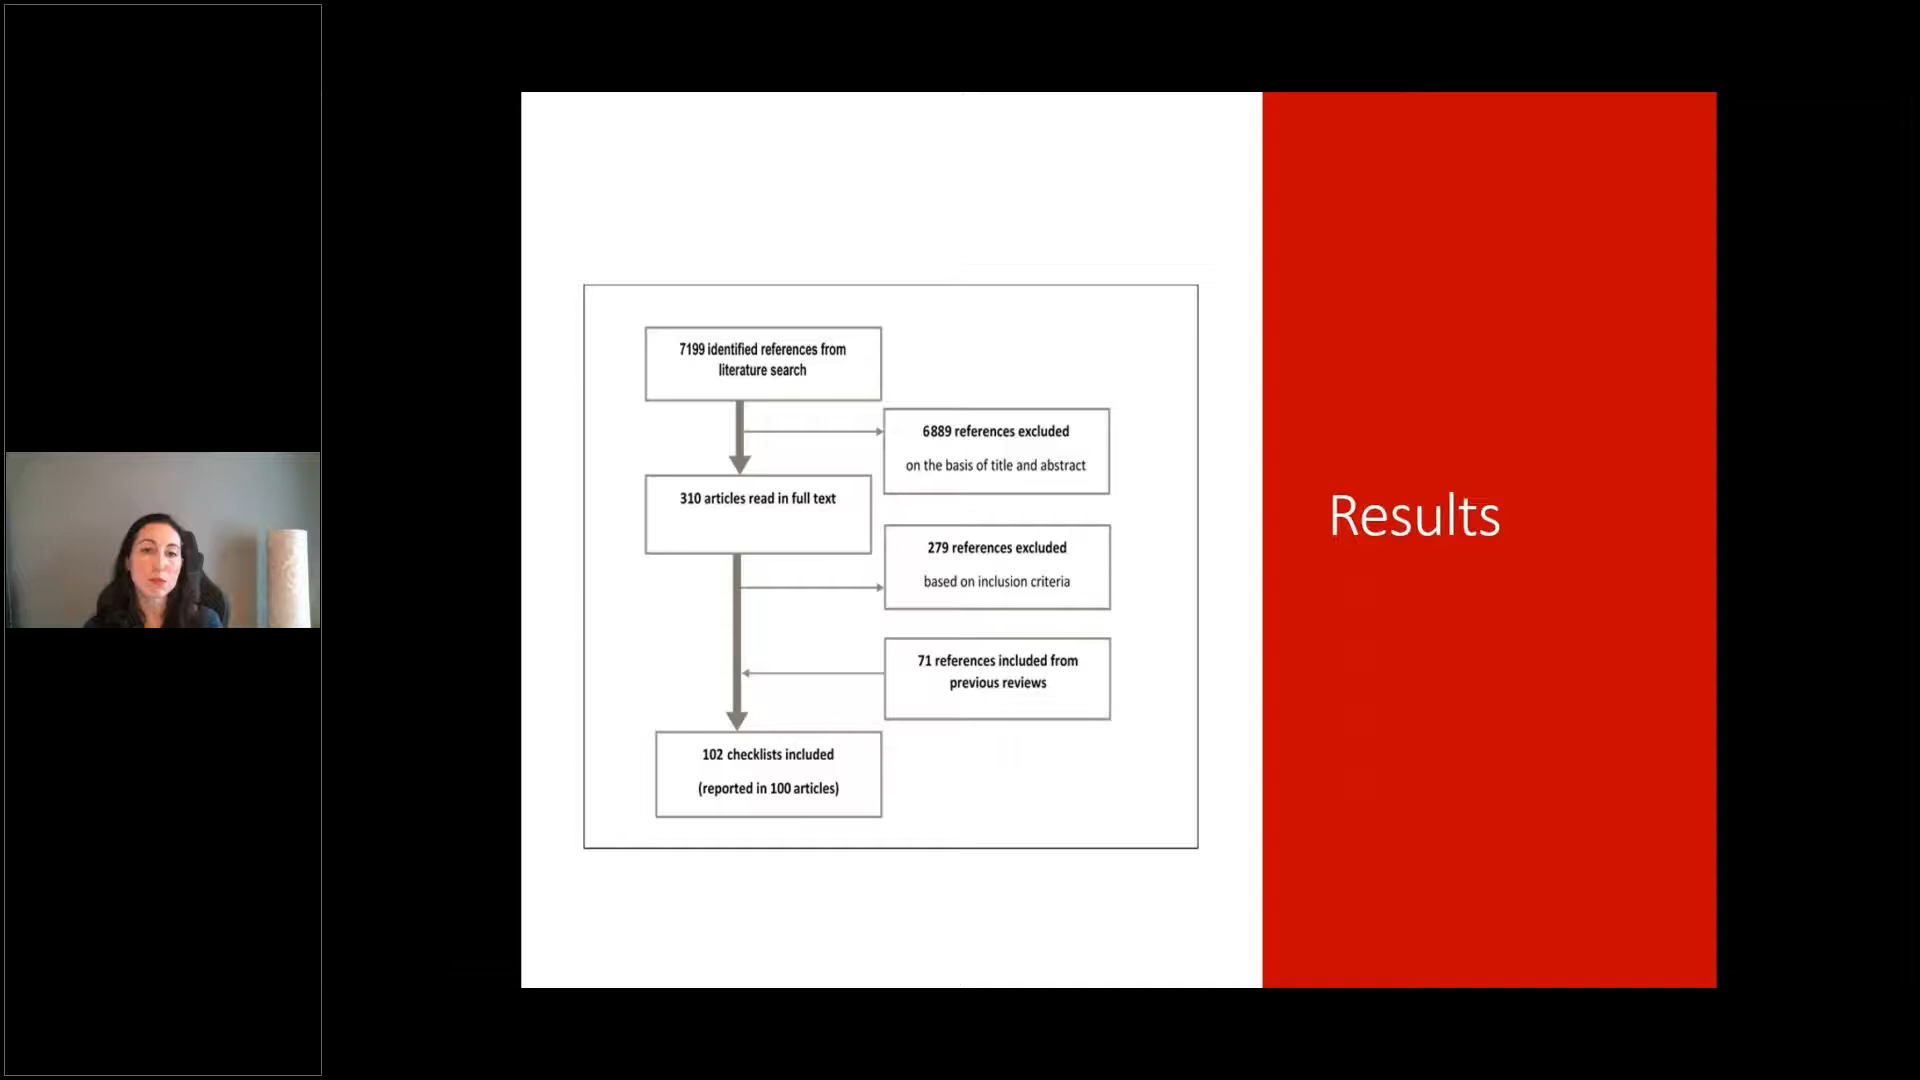 7199 identified references from
literature search
6889 references excluded
on the basis of title and abstract
310 articles read in full text
279 references excluded
based on inclusion criteria
71 references included from
previous reviews
102 checklists included
(reported in 100 articles)
Results